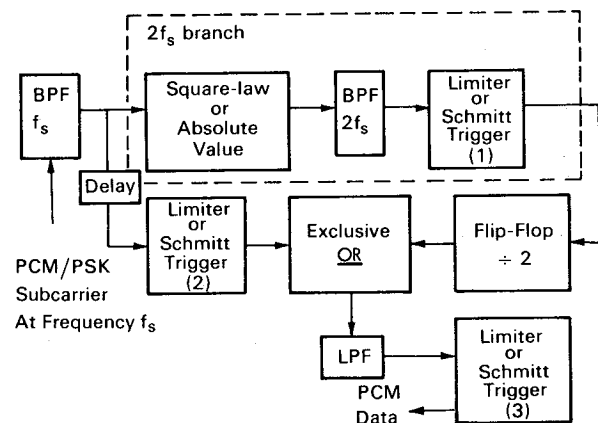 2fs branch
BPF
fs
Square-law
or
Absolute
Value
BPF
2fs
Limiter
or
Schmitt
Trigger
(1)
Delay
Limiter
or
Schmitt
Trigger
(2)
Exclusive
OR
Flip-Flop
÷ 2
PCM/PSK
Subcarrier
At Frequency fs
LPF
Limiter
or
Schmitt
Trigger
(3)
PCM
Data